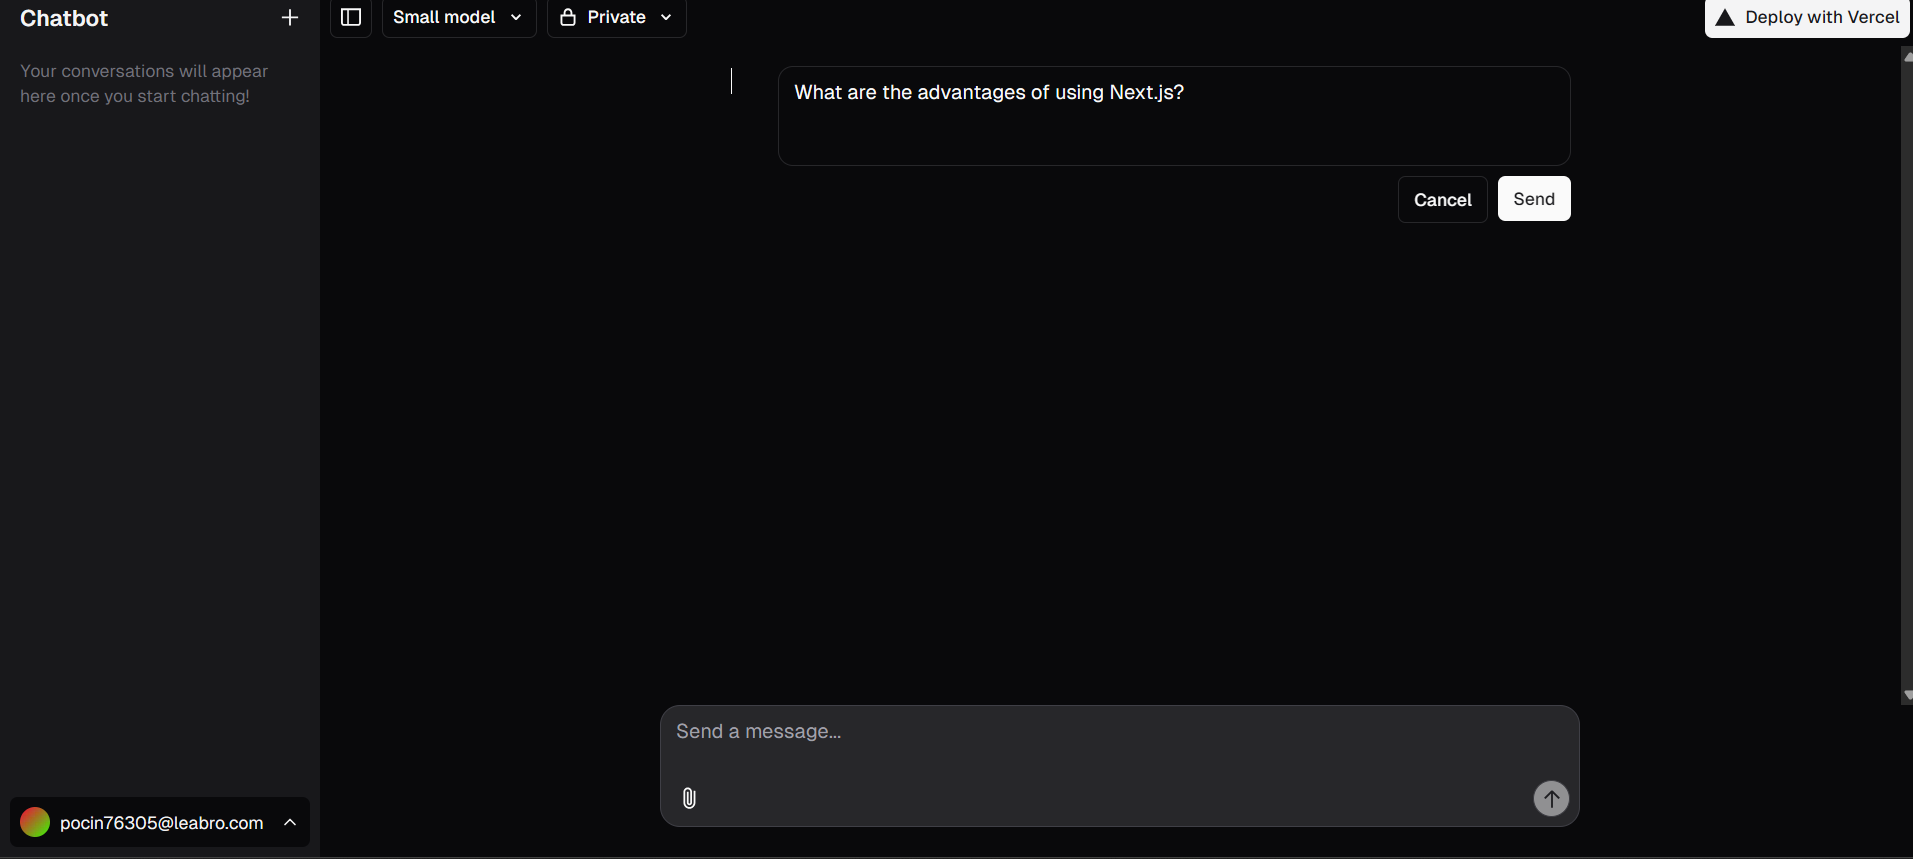 Chatbot
Small model
Private
Deploy with Vercel
Your conversations will appear
here once you start chatting!
What are the advantages of using Next.js?
Cancel
Send
Send a message...
pocin76305@leabro.com